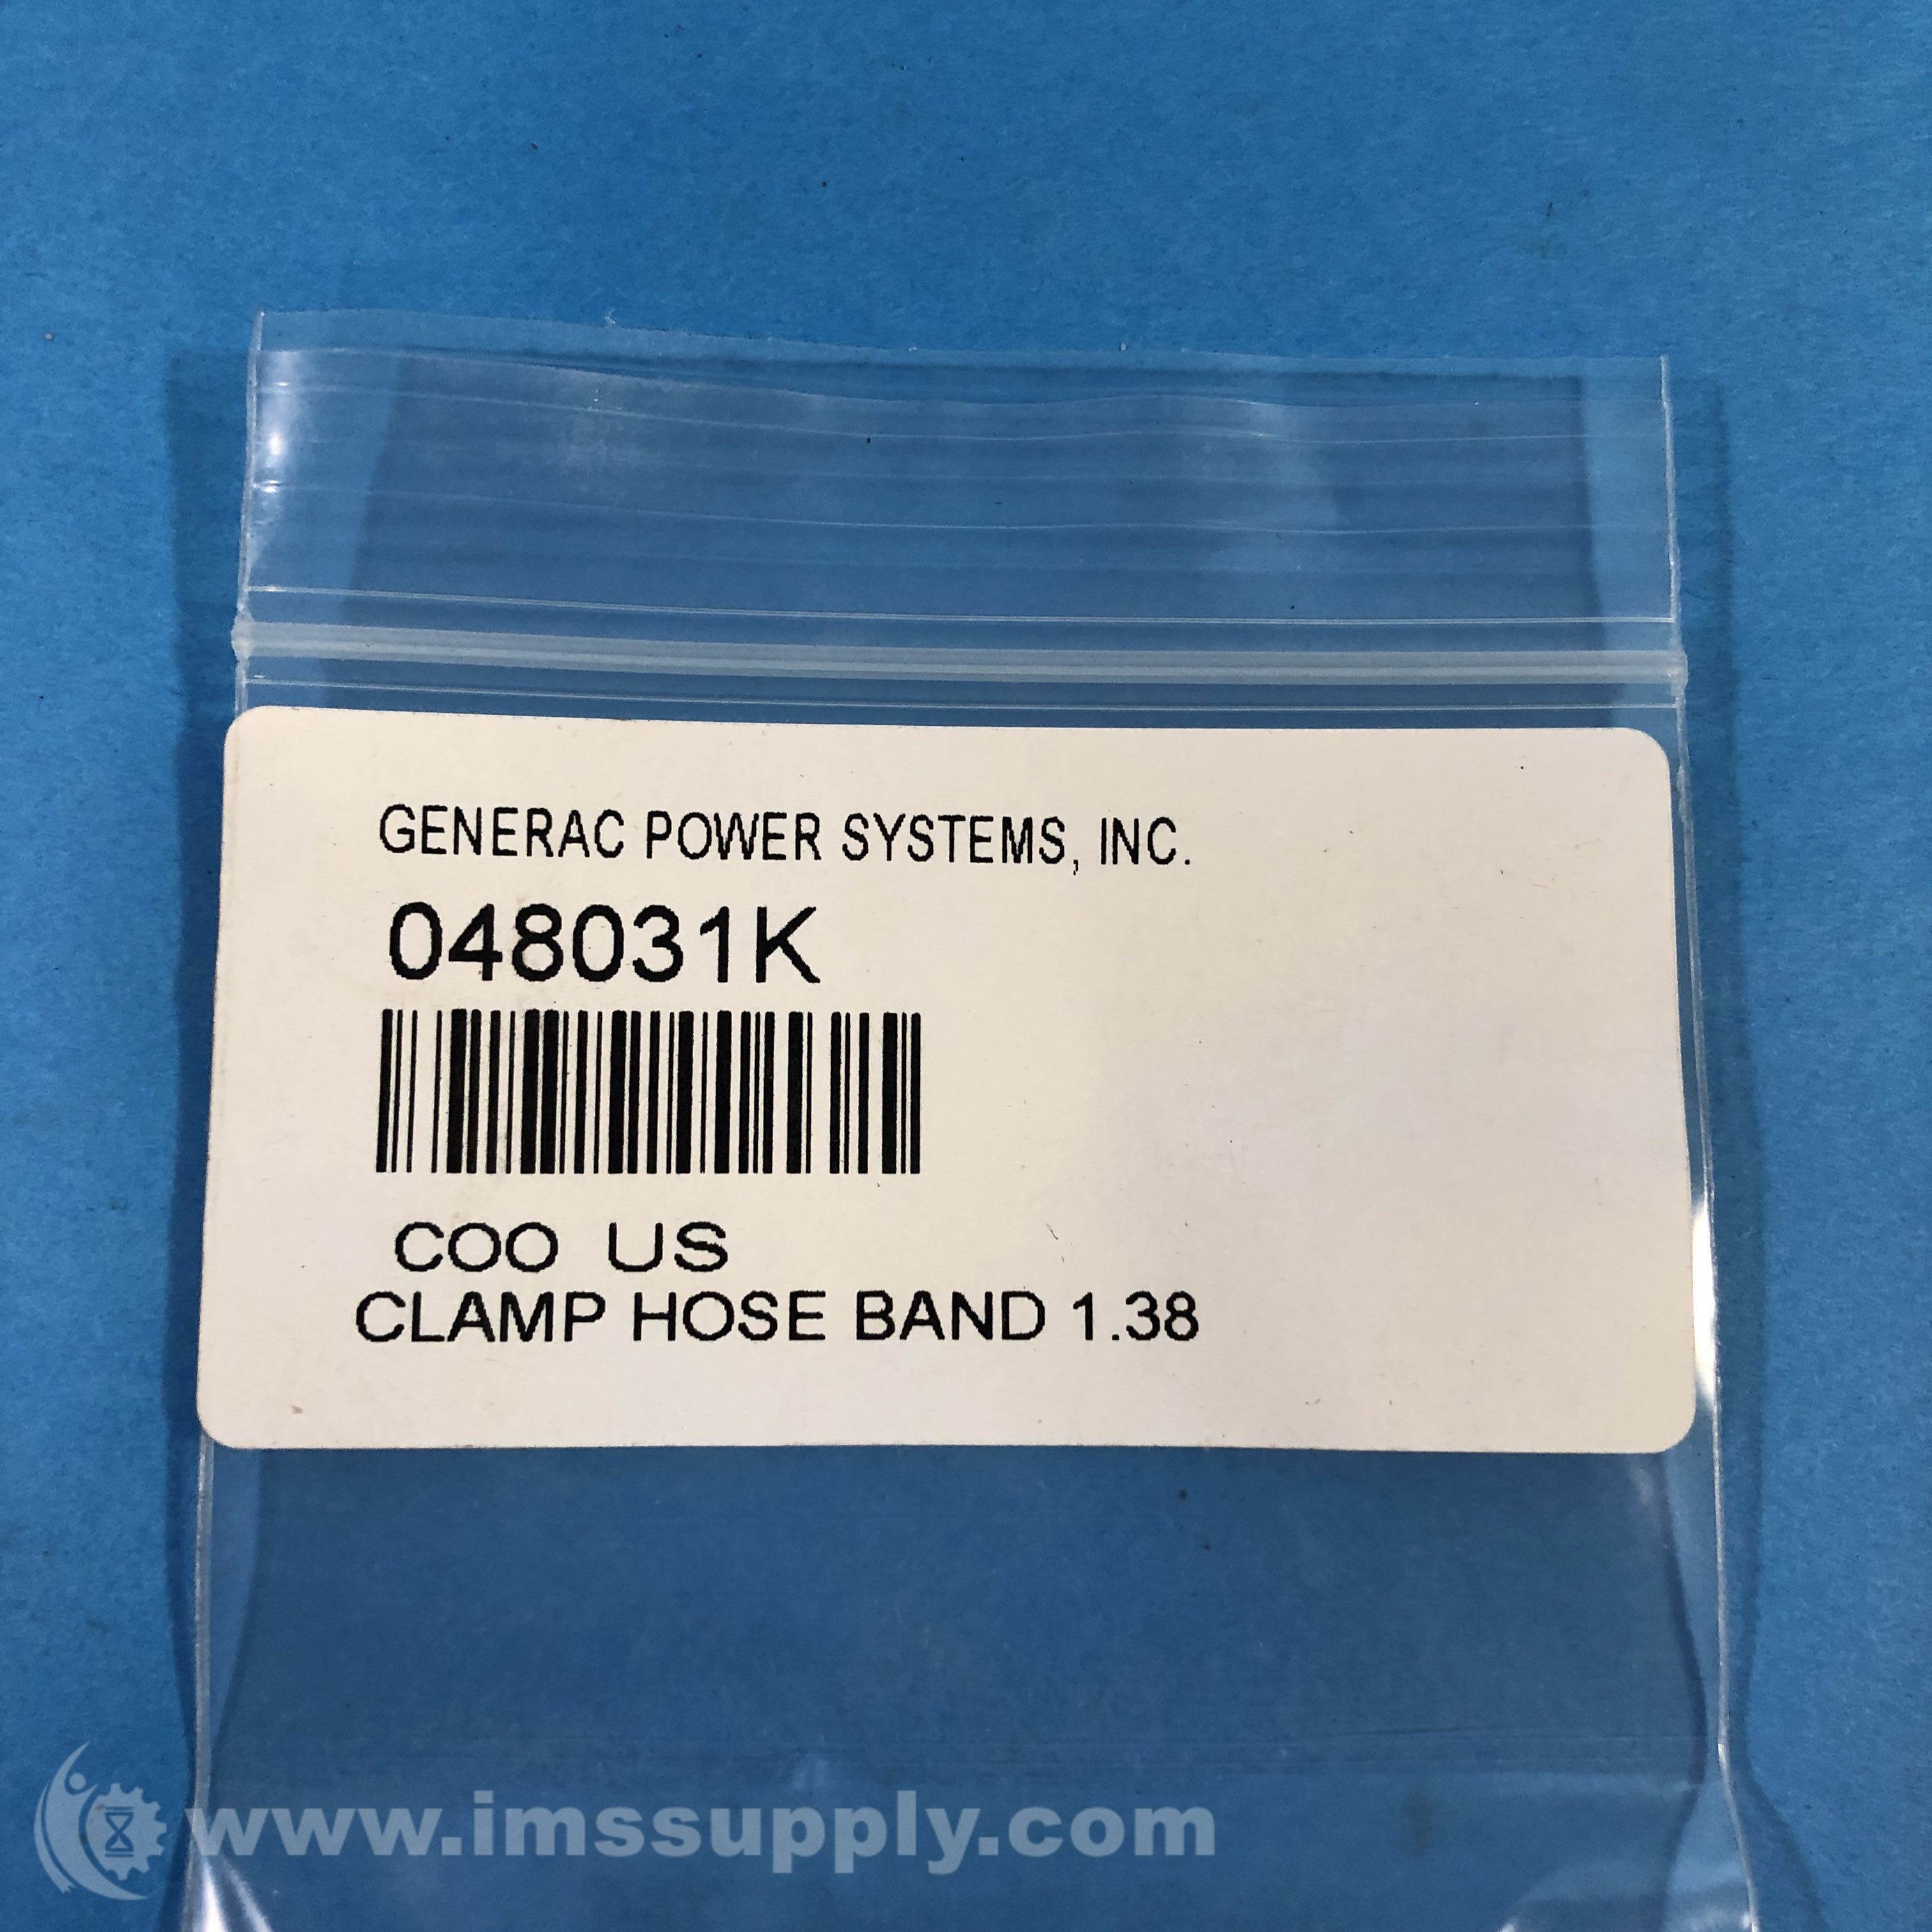 GENERAC POWER SYSTEMS, INC.
048031K
COO US
CLAMP HOSE BAND 1.38
www.imssupply.com